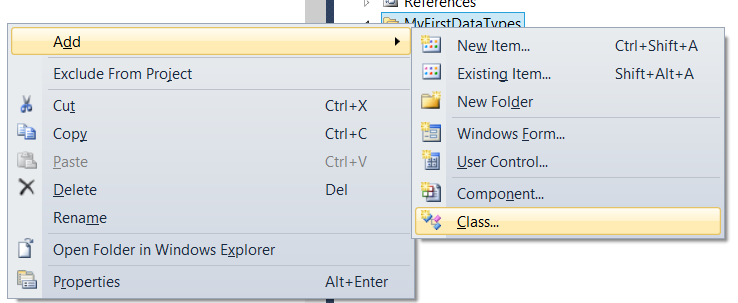 References
MyFirstDataTypes
Add
Exclude From Project
Cut Ctrl+X
Copy Ctrl+C
Paste Ctrl+V
Delete Del
Rename
Open Folder in Windows Explorer
Properties Alt+Enter
New Item... Ctrl+Shift+A
Existing Item... Shift+Alt+A
New Folder
Windows Form...
User Control...
Component...
Class...